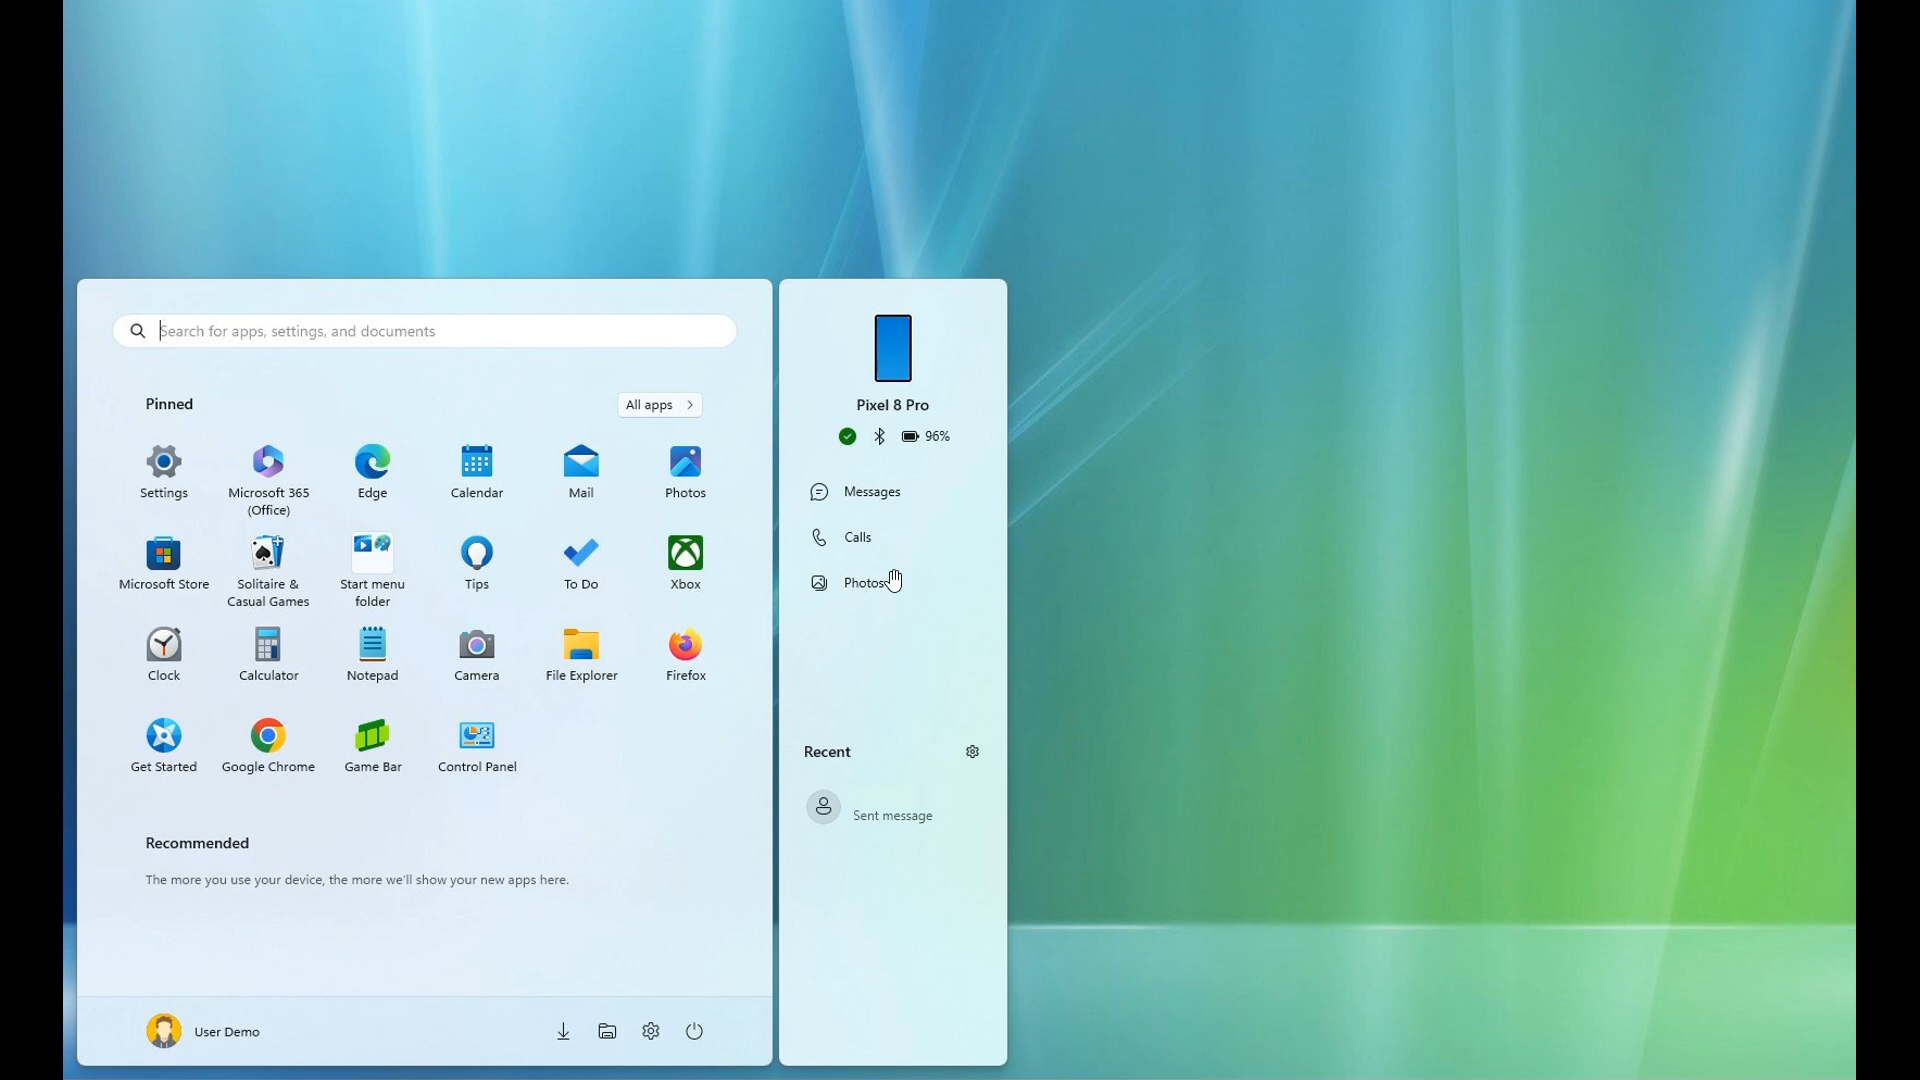 Search for apps, settings, and documents
Pinned
All apps
Settings
Microsoft 365
(Office)
Edge
Calendar
Mail
Photos
Microsoft Store
Solitaire &
Casual Games
Start menu
folder
Tips
To Do
Xbox
Clock
Calculator
Notepad
Camera
File Explorer
Firefox
Get Started
Google Chrome
Game Bar
Control Panel
Recommended
The more you use your device, the more we'll show your new apps here.
User Demo
Pixel 8 Pro
96%
Messages
Calls
Photos
Recent
Sent message